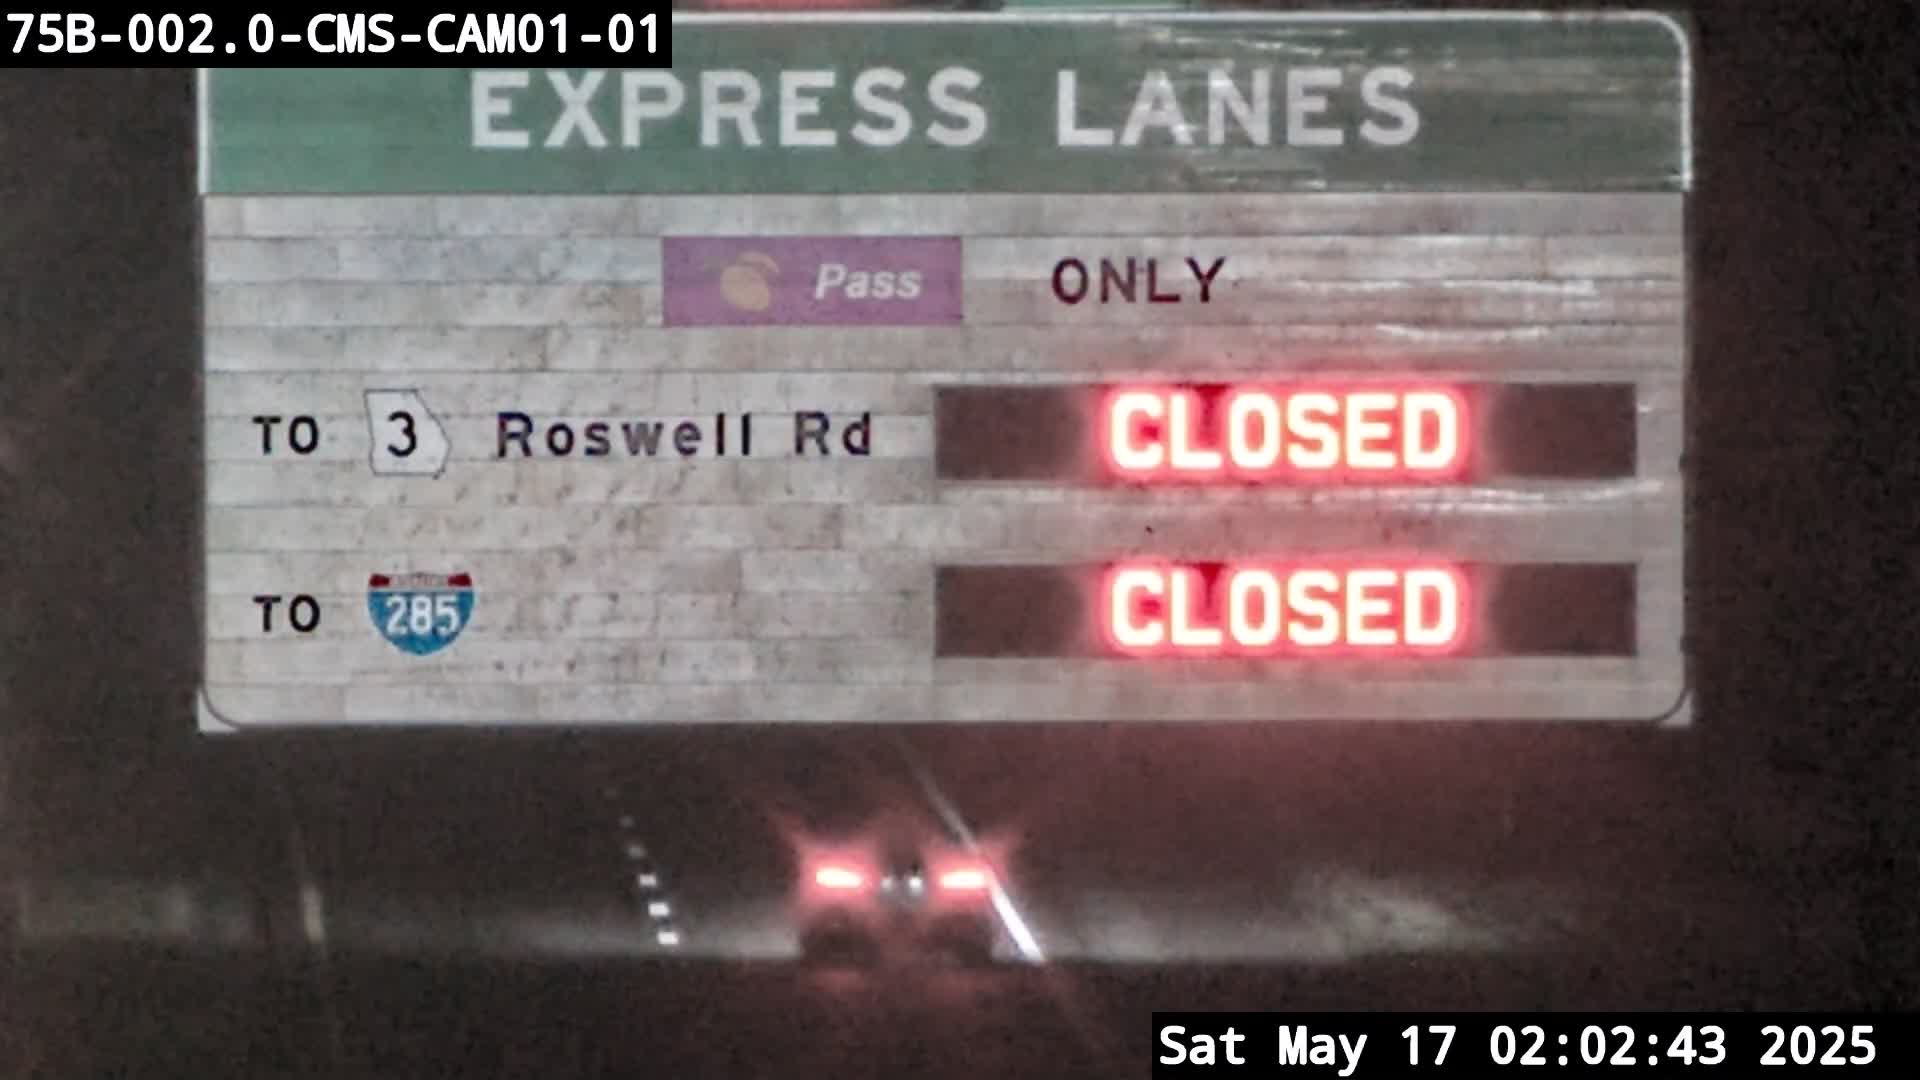 75B-002.0-CMS-CAM01-01
EXPRESS LANES
Pass ONLY
TO 3 Roswell Rd CLOSED
TO 285 CLOSED
Sat May 17 02:02:43 2025